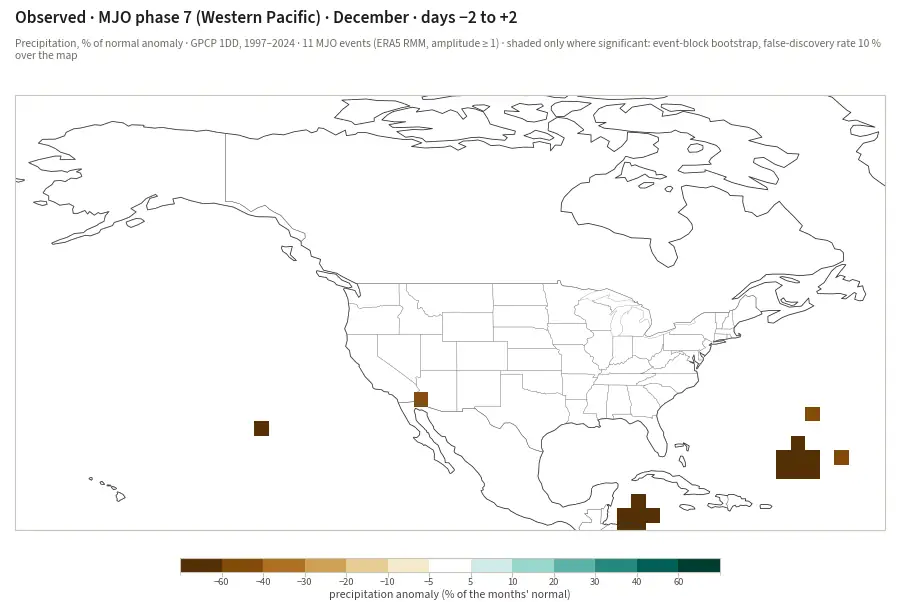 Observed · MJO phase 7 (Western Pacific) · December · days −2 to +2
Precipitation, % of normal anomaly · GPCP 1DD, 1997–2024 · 11 MJO events (ERA5 RMM, amplitude ≥ 1) · shaded only where significant: event-block bootstrap, false-discovery rate 10 %
over the map
−60 −40 −30 −20 −10 −5 5 10 20 30 40 60
precipitation anomaly (% of the months' normal)